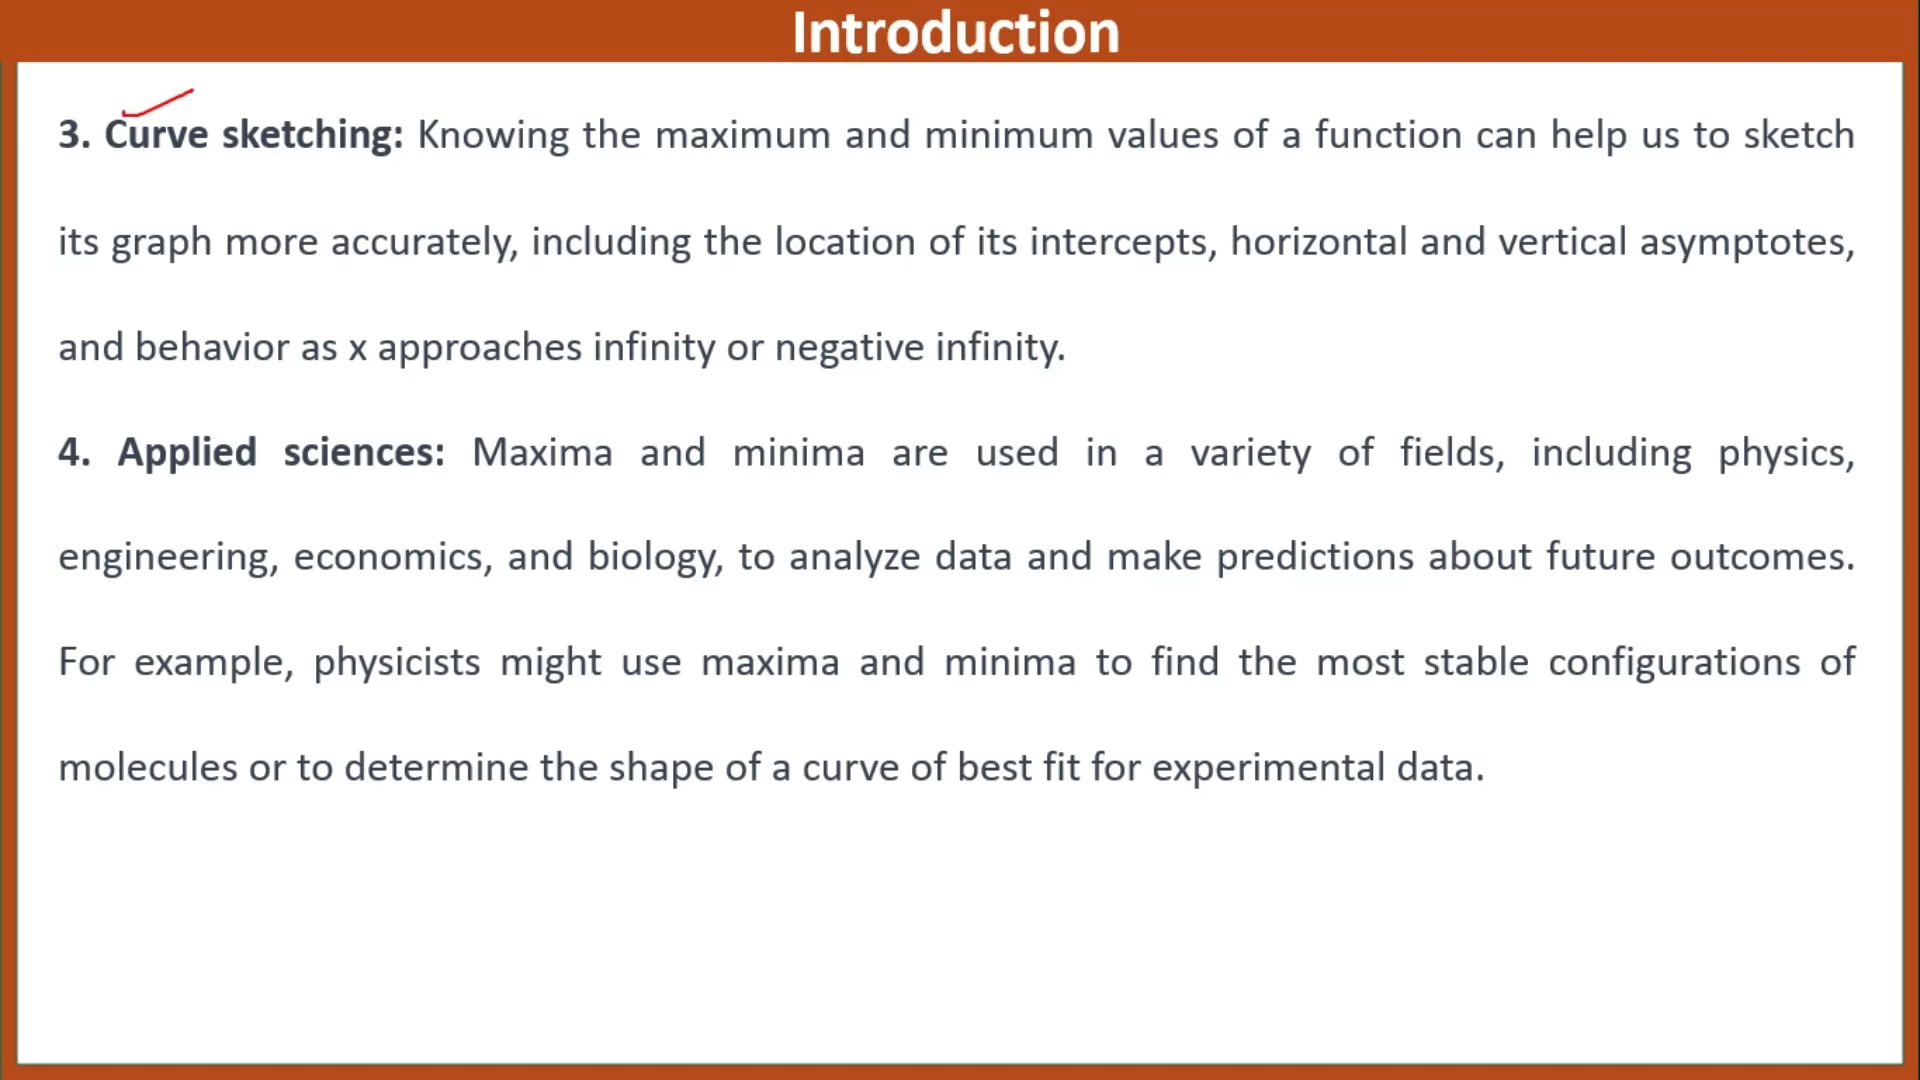 Introduction
3. Curve sketching: Knowing the maximum and minimum values of a function can help us to sketch
its graph more accurately, including the location of its intercepts, horizontal and vertical asymptotes,
and behavior as x approaches infinity or negative infinity.
4. Applied sciences: Maxima and minima are used in a variety of fields, including physics,
engineering, economics, and biology, to analyze data and make predictions about future outcomes.
For example, physicists might use maxima and minima to find the most stable configurations of
molecules or to determine the shape of a curve of best fit for experimental data.